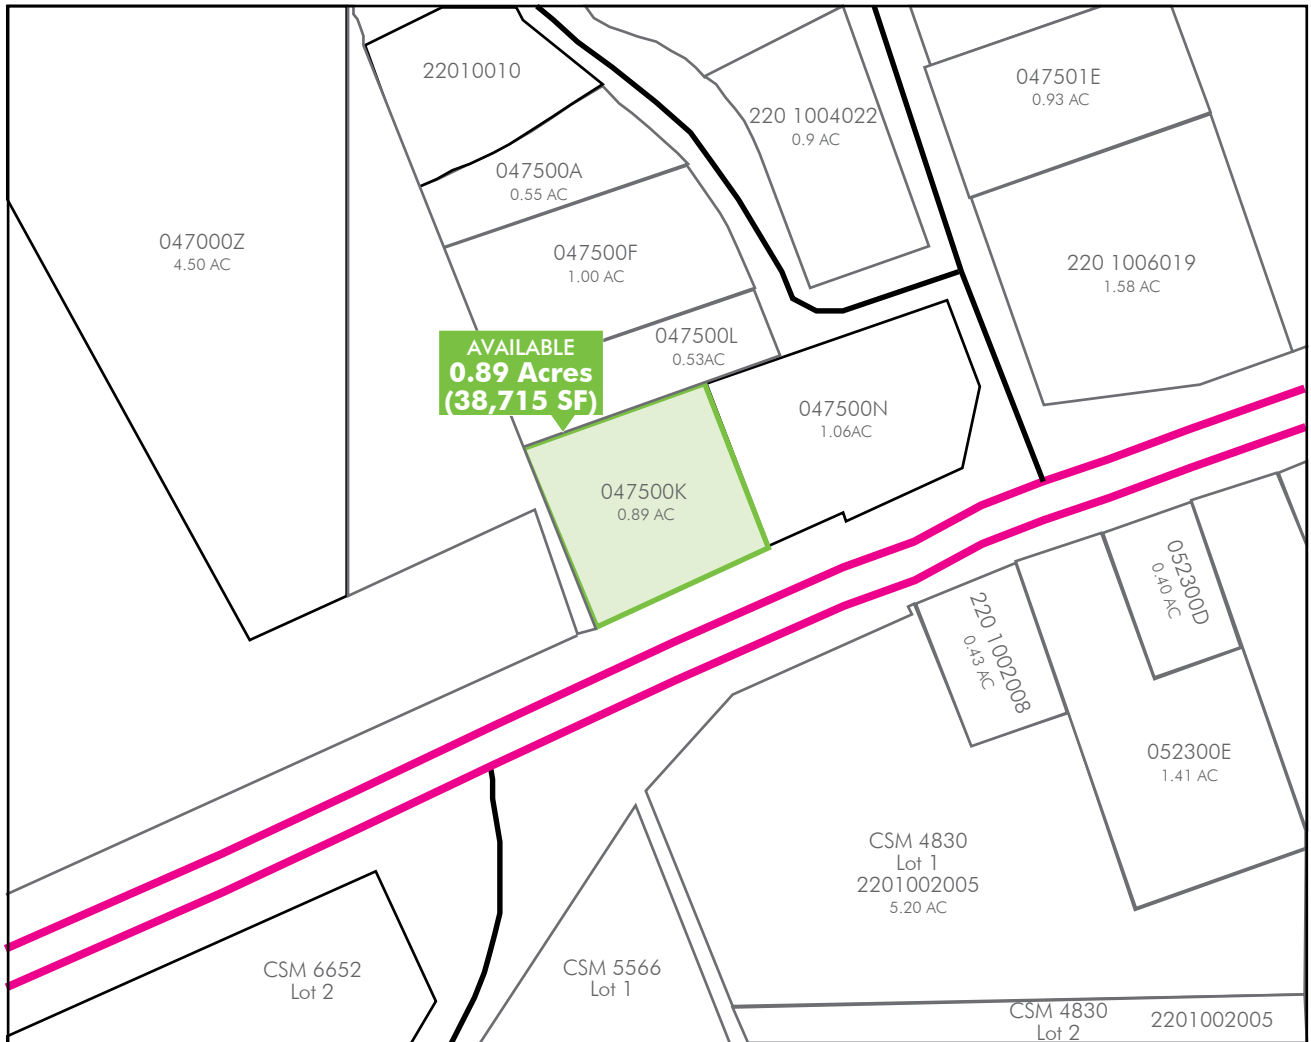 22010010
047501E
0.93 AC
220 1004022
0.9 AC
047500A
0.55 AC
047000Z
4.50 AC
047500F
1.00 AC
220 1006019
1.58 AC
047500L
0.53AC
AVAILABLE
0.89 Acres
(38,715 SF)
047500N
1.06AC
047500K
0.89 AC
052300D
0.40 AC
220 1002008
0.43 AC
052300E
1.41 AC
CSM 4830
Lot 1
2201002005
5.20 AC
CSM 6652
Lot 2
CSM 5566
Lot 1
CSM 4830
Lot 2
2201002005